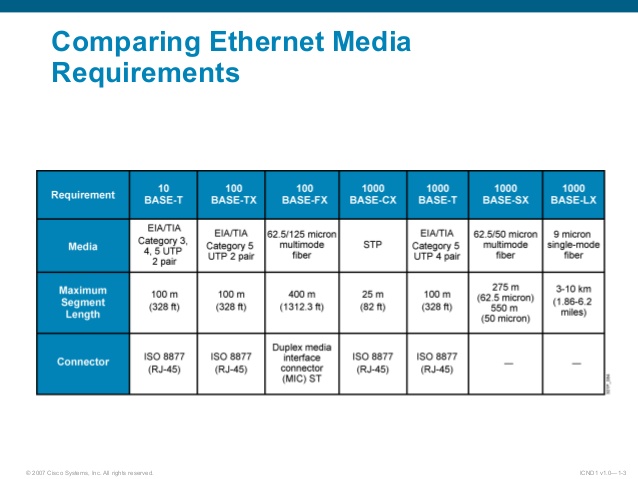 Comparing Ethernet Media
Requirements
Requirement
10
BASE-T
100
BASE-TX
100
BASE-FX
1000
BASE-CX
1000
BASE-T
1000
BASE-SX
1000
BASE-LX
Media
EIA/TIA
Category 3,
4, 5 UTP
2 pair
EIA/TIA
Category 5
UTP 2 pair
62.5/125 micron
multimode
fiber
STP
EIA/TIA
Category 5
UTP 4 pair
62.5/50 micron
multimode
fiber
9 micron
single-mode
fiber
Maximum
Segment
Length
100 m
(328 ft)
100 m
(328 ft)
400 m
(1312.3 ft)
25 m
(82 ft)
100 m
(328 ft)
275 m
(62.5 micron)
550 m
(50 micron)
3-10 km
(1.86-6.2
miles)
Connector
ISO 8877
(RJ-45)
ISO 8877
(RJ-45)
Duplex media
interface
connector
(MIC) ST
ISO 8877
(RJ-45)
ISO 8877
(RJ-45)
—
—
© 2007 Cisco Systems, Inc. All rights reserved.
ICND1 v1.0—1-3